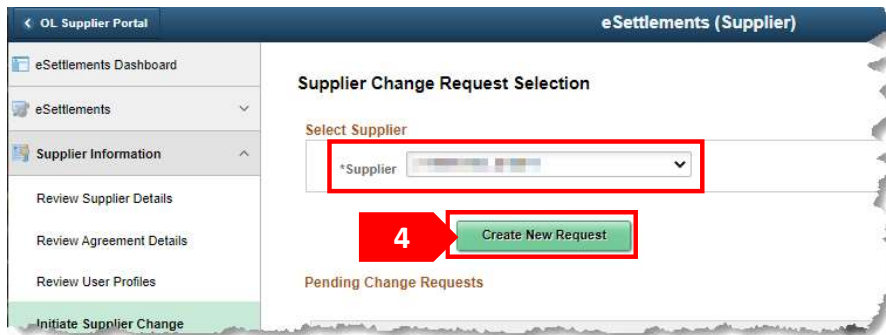 OL Supplier Portal
eSettlements (Supplier)
eSettlements Dashboard
eSettlements
Supplier Information
Review Supplier Details
Review Agreement Details
Review User Profiles
Initiate Supplier Change
Supplier Change Request Selection
Select Supplier
*Supplier
4
Create New Request
Pending Change Requests